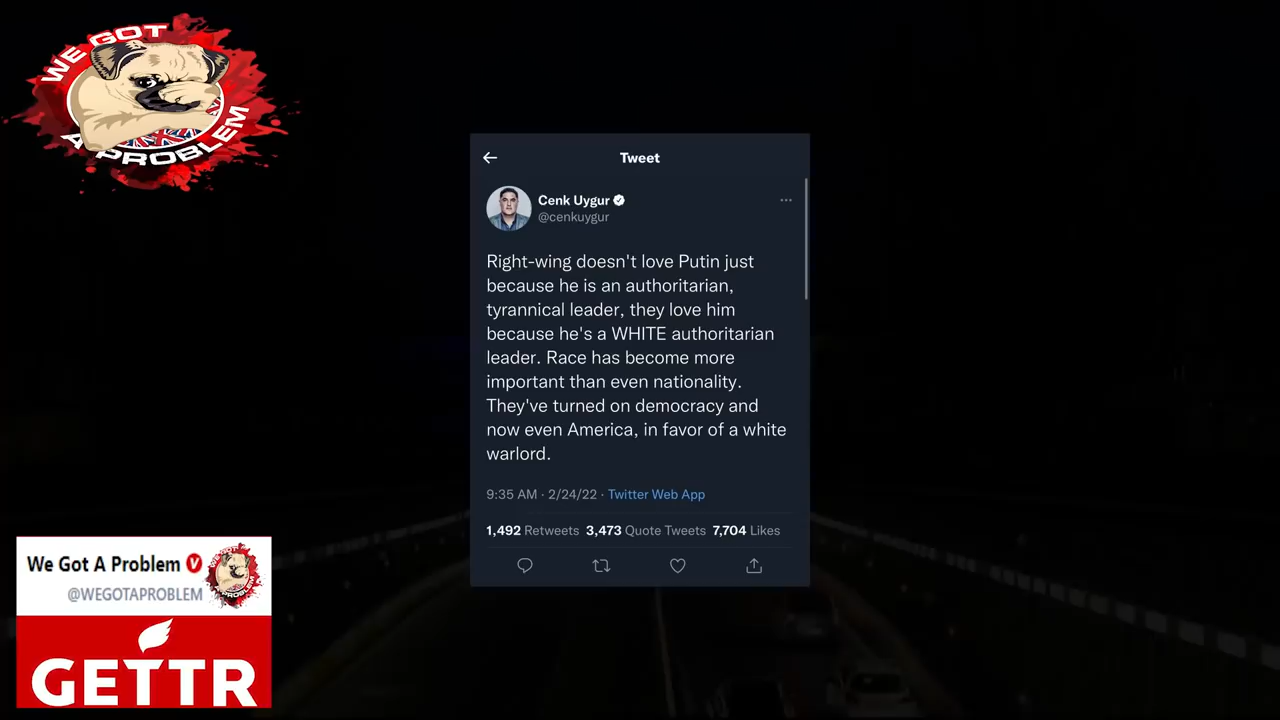 WE GOT
A PROBLEM
Tweet
Cenk Uygur
@cenkuygur
Right-wing doesn't love Putin just
because he is an authoritarian,
tyrannical leader, they love him
because he's a WHITE authoritarian
leader. Race has become more
important than even nationality.
They've turned on democracy and
now even America, in favor of a white
warlord.
9:35 AM · 2/24/22 · Twitter Web App
1,492 Retweets 3,473 Quote Tweets 7,704 Likes
We Got A Problem V
@WEGOTAPROBLEM
GETTR